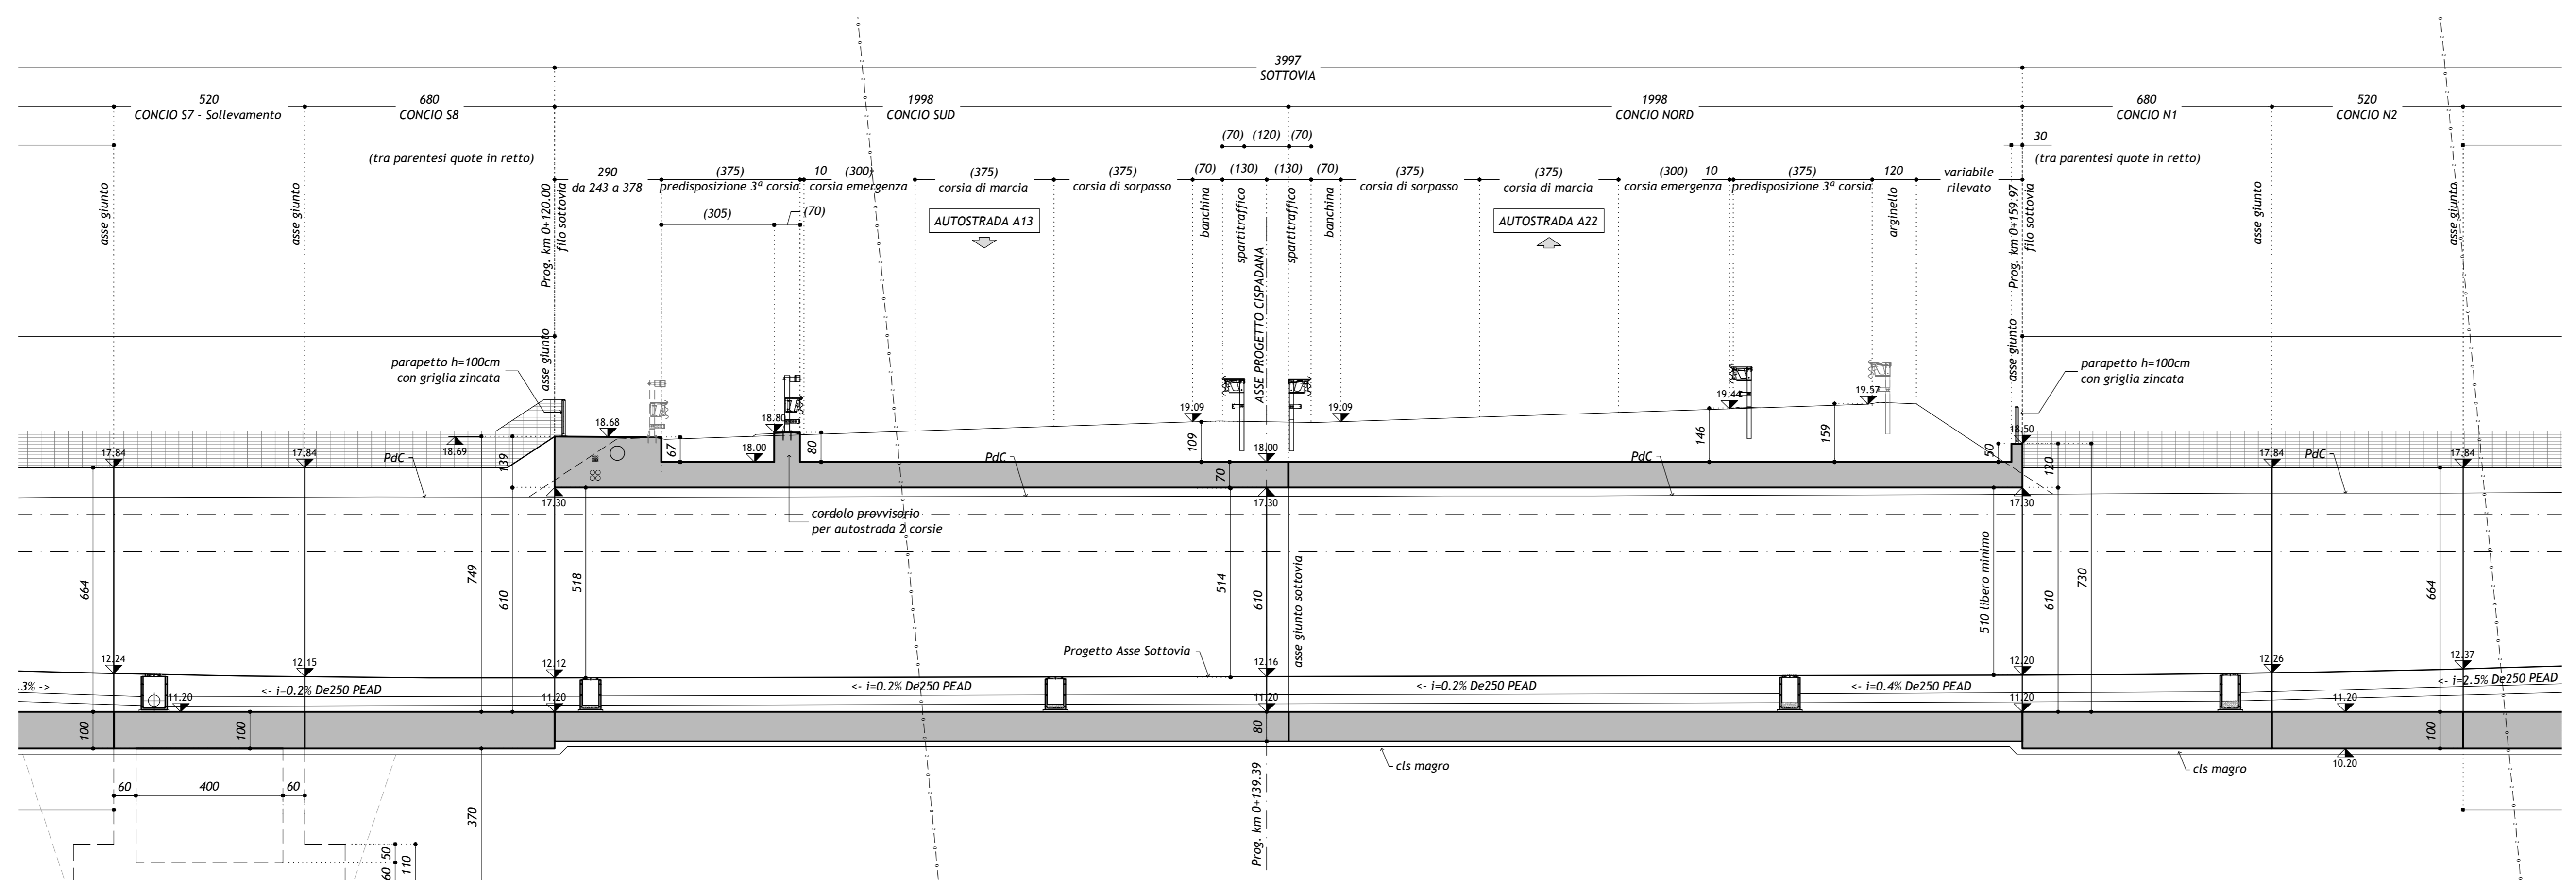 3997
SOTTOVIA
520
CONCIO S7 - Sollevamento
680
CONCIO S8
1998
CONCIO SUD
1998
CONCIO NORD
680
CONCIO N1
520
CONCIO N2
(70) (120) (70)
30
(tra parentesi quote in retto)
(tra parentesi quote in retto)
290
da 243 a 378
(375)
predisposizione 3ª corsia
10
(300)
corsia emergenza
(375)
corsia di marcia
(375)
corsia di sorpasso
(70)
banchina
(130)
spartitraffico
(130)
spartitraffico
(70)
banchina
(375)
corsia di sorpasso
(375)
corsia di marcia
(300)
corsia emergenza
10
(375)
predisposizione 3ª corsia
120
arginello
variabile
rilevato
(305)
(70)
AUTOSTRADA A13
AUTOSTRADA A22
asse giunto
asse giunto
Prog. km 0+120.00
filo sottovia
asse giunto
ASSE PROGETTO CISPADANA
Prog. km 0+159.97
filo sottovia
asse giunto
asse giunto
asse giunto
parapetto h=100cm
con griglia zincata
parapetto h=100cm
con griglia zincata
18.68
18.80
19.09
19.09
19.44
19.57
18.50
18.69
139
67
18.00
80
109
18.00
146
159
50
120
17.84
17.84
17.84
17.84
PdC
PdC
PdC
PdC
70
17.30
17.30
17.30
cordolo provvisorio
per autostrada 2 corsie
664
749
610
518
514
610
asse giunto sottovia
510 libero minimo
610
730
664
Progetto Asse Sottovia
12.24
12.15
12.12
12.16
12.20
12.26
12.37
.3% ->
<- i=0.2% De250 PEAD
<- i=0.2% De250 PEAD
<- i=0.2% De250 PEAD
<- i=0.4% De250 PEAD
<- i=2.5% De250 PEAD
11.20
11.20
11.20
11.20
11.20
100
100
80
100
10.20
cls magro
cls magro
60
400
60
370
Prog. km 0+139.39
50
60
110